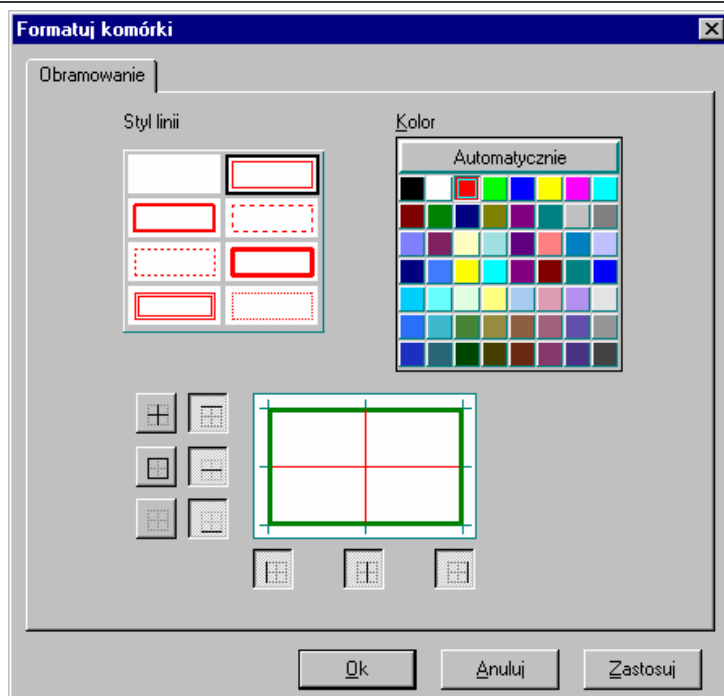 Formatuj komórki
Obramowanie
Styl linii
Kolor
Automatycznie
Ok
Anuluj
Zastosuj